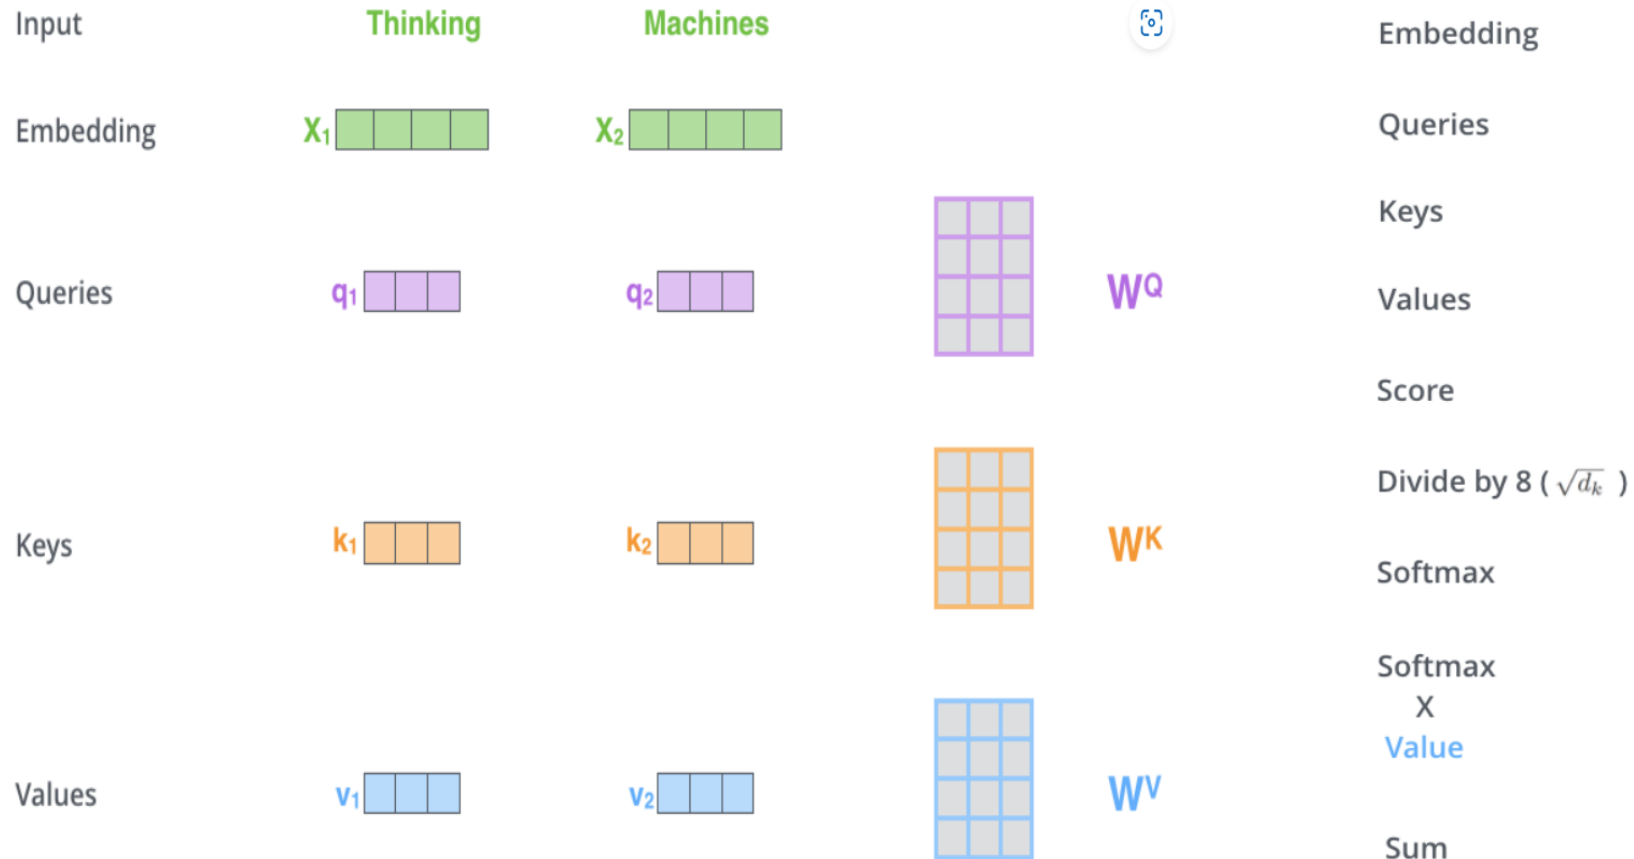 Input Thinking Machines
Embedding X1 X2
Queries q1 q2 WQ
Keys k1 k2 WK
Values v1 v2 WV
Embedding
Queries
Keys
Values
Score
Divide by 8 ( √dk )
Softmax
Softmax
X
Value
Sum